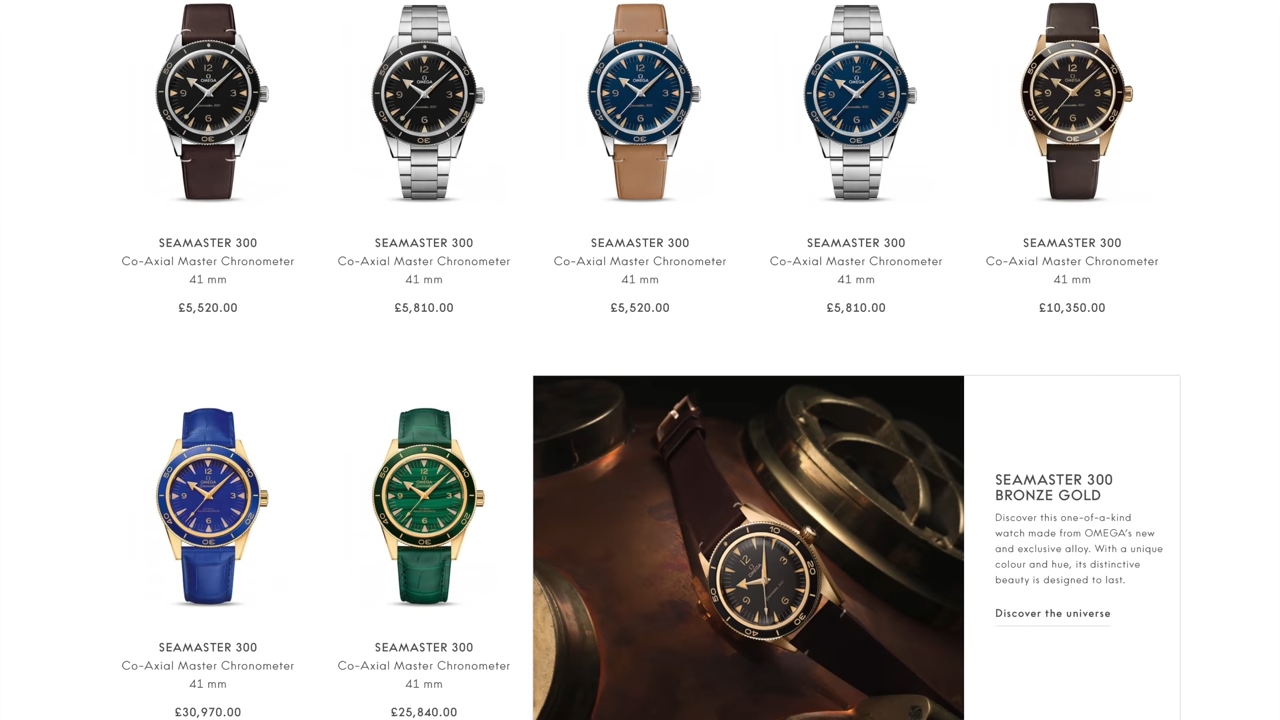 SEAMASTER 300
Co-Axial Master Chronometer
41 mm
£5,520.00
SEAMASTER 300
Co-Axial Master Chronometer
41 mm
£5,810.00
SEAMASTER 300
Co-Axial Master Chronometer
41 mm
£5,520.00
SEAMASTER 300
Co-Axial Master Chronometer
41 mm
£5,810.00
SEAMASTER 300
Co-Axial Master Chronometer
41 mm
£10,350.00
SEAMASTER 300
Co-Axial Master Chronometer
41 mm
£30,970.00
SEAMASTER 300
Co-Axial Master Chronometer
41 mm
£25,840.00
SEAMASTER 300
BRONZE GOLD
Discover this one-of-a-kind
watch made from OMEGA's new
and exclusive alloy. With a unique
colour and hue, its distinctive
beauty is designed to last.
Discover the universe